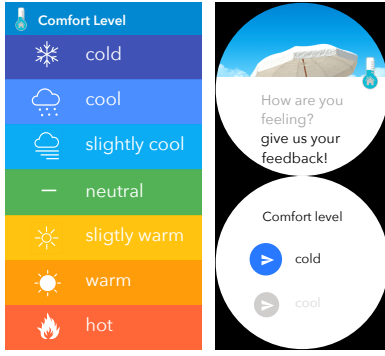 Comfort Level
cold
cool
slightly cool
neutral
sligtly warm
warm
hot
How are you
feeling?
give us your
feedback!
Comfort level
cold
cool